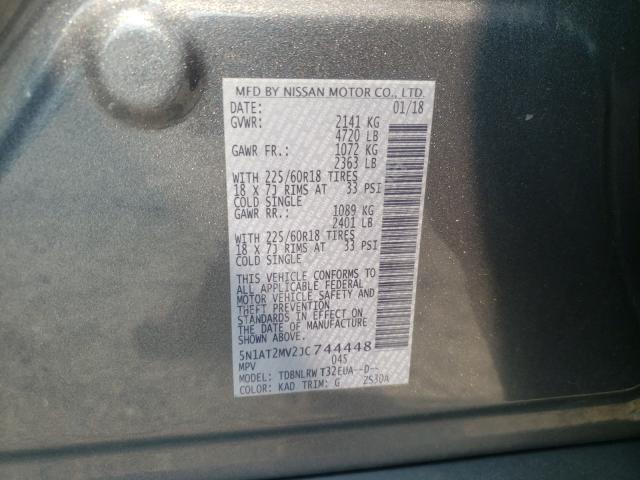 MFD BY NISSAN MOTOR CO., LTD.
DATE: 01/18
GVWR: 2141 KG
4720 LB
GAWR FR.: 1072 KG
2363 LB
WITH 225/60R18 TIRES
18 X 7J RIMS AT 33 PSI
COLD SINGLE
GAWR RR.: 1089 KG
2401 LB
WITH 225/60R18 TIRES
18 X 7J RIMS AT 33 PSI
COLD SINGLE
THIS VEHICLE CONFORMS TO
ALL APPLICABLE FEDERAL
MOTOR VEHICLE SAFETY AND
THEFT PREVENTION
STANDARDS IN EFFECT ON
THE DATE OF MANUFACTURE
SHOWN ABOVE.
5N1AT2MV2JC744448
MPV 04S
MODEL: TDBNLRW T32EUA--D--
COLOR: KAD TRIM: G 2S30A